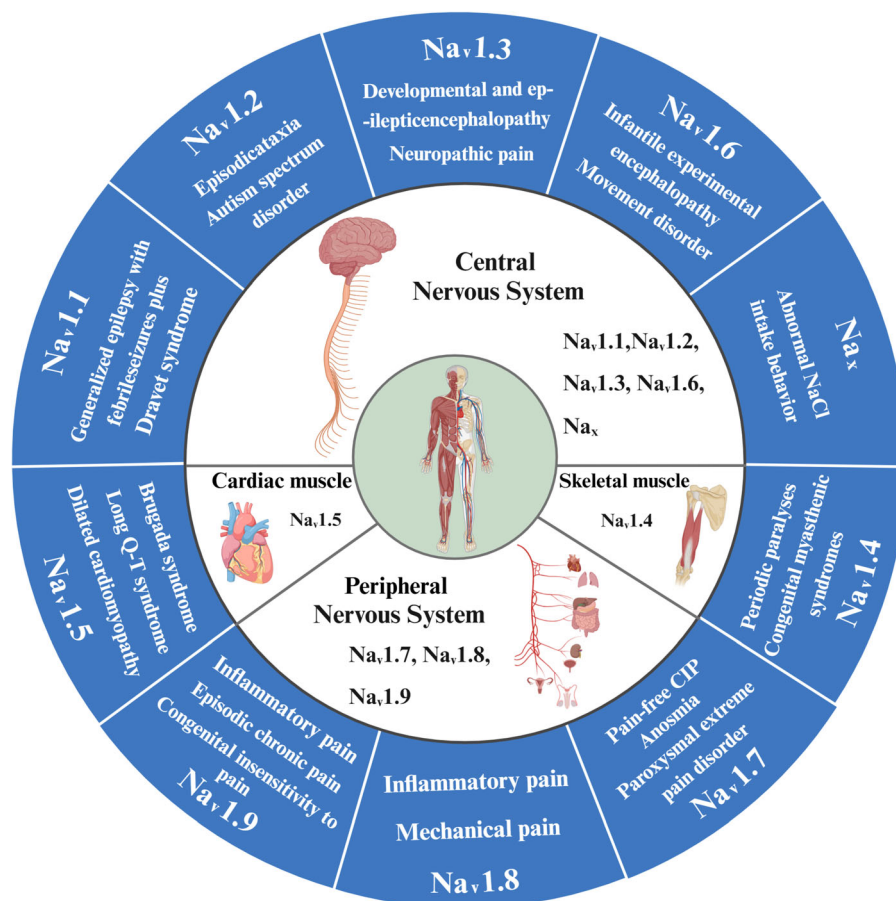 Naᵥ1.1
Generalized epilepsy with
febrileseizures plus
Dravet syndrome
Naᵥ1.2
Episodicataxia
Autism spectrum
disorder
Naᵥ1.3
Developmental and ep-
-ilepticencephalopathy
Neuropathic pain
Naᵥ1.6
Infantile experimental
encephalopathy
Movement disorder
Naₓ
Abnormal NaCl
intake behavior
Central
Nervous System
Naᵥ1.1,Naᵥ1.2,
Naᵥ1.3, Naᵥ1.6,
Naₓ
Cardiac muscle
Naᵥ1.5
Skeletal muscle
Naᵥ1.4
Peripheral
Nervous System
Naᵥ1.7, Naᵥ1.8,
Naᵥ1.9
Periodic paralyses
Congenital myasthenic
syndromes
Naᵥ1.4
Pain-free CIP
Anosmia
Paroxysmal extreme
pain disorder
Naᵥ1.7
Inflammatory pain
Mechanical pain
Naᵥ1.8
Inflammatory pain
Episodic chronic pain
Congenital insensitivity to
pain
Naᵥ1.9
Brugada syndrome
Long Q-T syndrome
Dilated cardiomyopathy
Naᵥ1.5